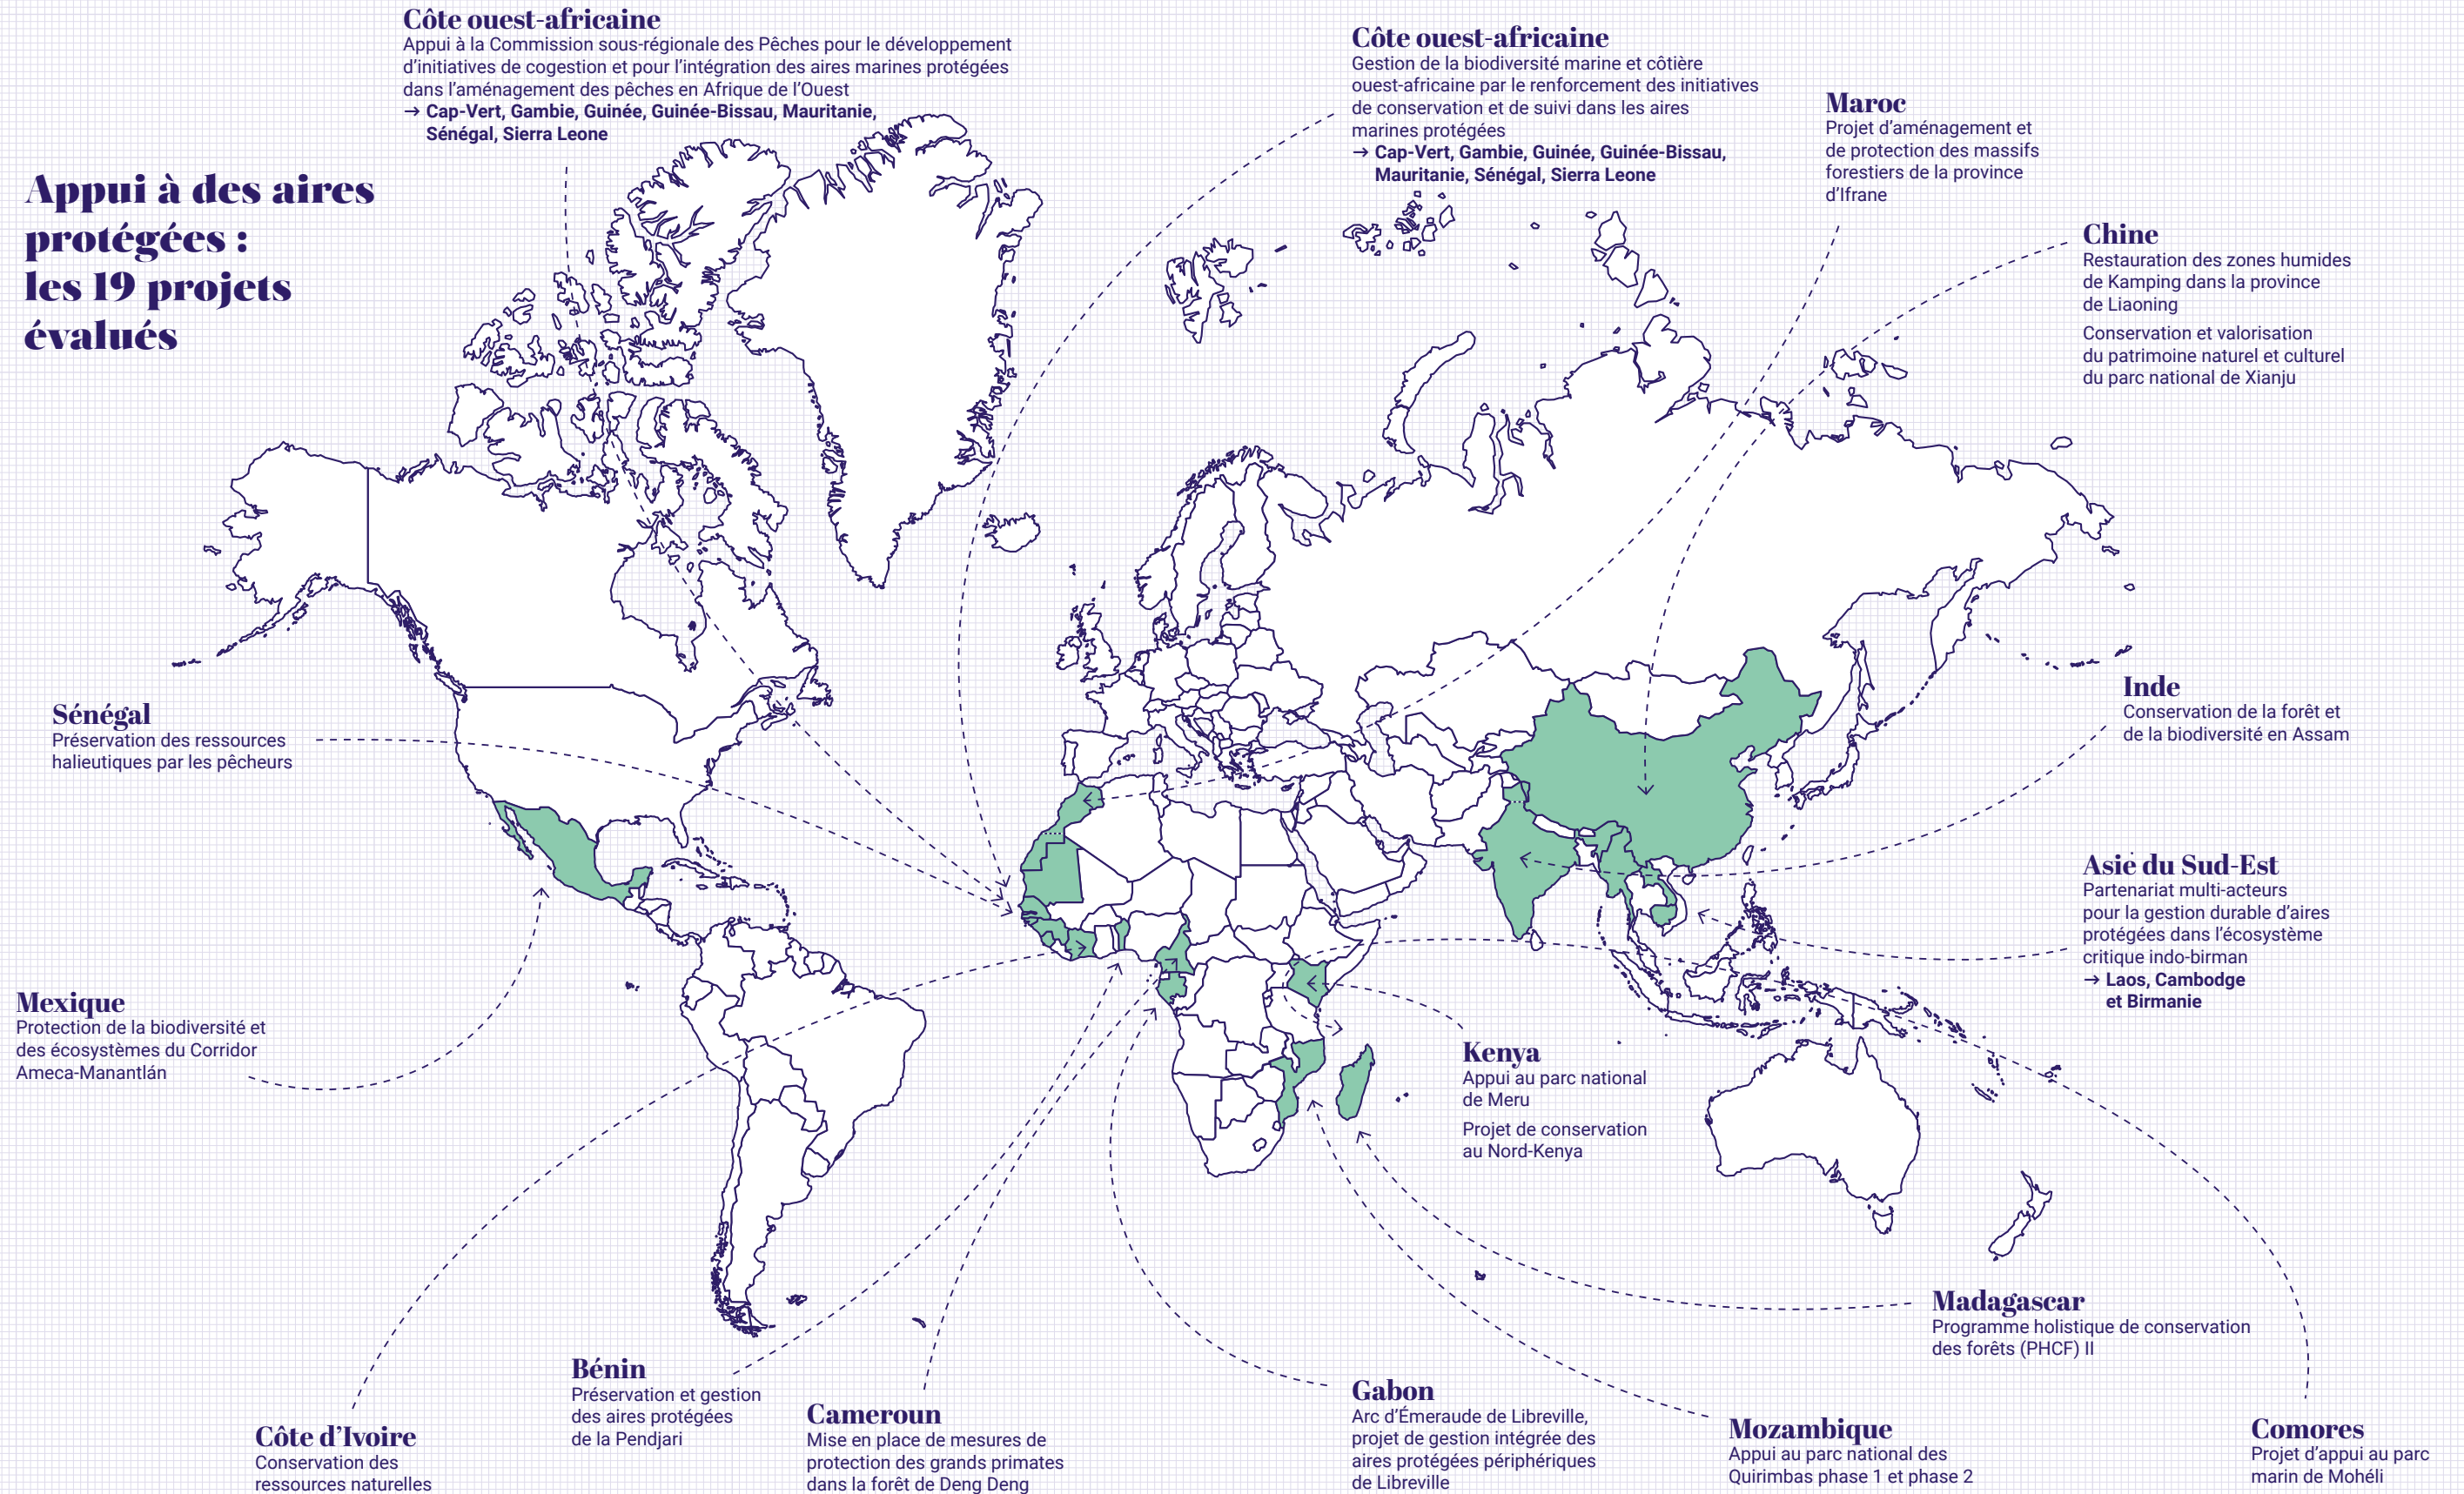 Appui à des aires
protégées :
les 19 projets
évalués
Côte ouest-africaine
Appui à la Commission sous-régionale des Pêches pour le développement
d'initiatives de cogestion et pour l'intégration des aires marines protégées
dans l'aménagement des pêches en Afrique de l'Ouest
→ Cap-Vert, Gambie, Guinée, Guinée-Bissau, Mauritanie,
Sénégal, Sierra Leone
Côte ouest-africaine
Gestion de la biodiversité marine et côtière
ouest-africaine par le renforcement des initiatives
de conservation et de suivi dans les aires
marines protégées
→ Cap-Vert, Gambie, Guinée, Guinée-Bissau,
Mauritanie, Sénégal, Sierra Leone
Maroc
Projet d'aménagement et
de protection des massifs
forestiers de la province
d'Ifrane
Chine
Restauration des zones humides
de Kamping dans la province
de Liaoning
Conservation et valorisation
du patrimoine naturel et culturel
du parc national de Xianju
Sénégal
Préservation des ressources
halieutiques par les pêcheurs
Inde
Conservation de la forêt et
de la biodiversité en Assam
Asie du Sud-Est
Partenariat multi-acteurs
pour la gestion durable d'aires
protégées dans l'écosystème
critique indo-birman
→ Laos, Cambodge
et Birmanie
Mexique
Protection de la biodiversité et
des écosystèmes du Corridor
Ameca-Manantlán
Kenya
Appui au parc national
de Meru
Projet de conservation
au Nord-Kenya
Madagascar
Programme holistique de conservation
des forêts (PHCF) II
Côte d'Ivoire
Conservation des
ressources naturelles
Bénin
Préservation et gestion
des aires protégées
de la Pendjari
Cameroun
Mise en place de mesures de
protection des grands primates
dans la forêt de Deng Deng
Gabon
Arc d'Émeraude de Libreville,
projet de gestion intégrée des
aires protégées périphériques
de Libreville
Mozambique
Appui au parc national des
Quirimbas phase 1 et phase 2
Comores
Projet d'appui au parc
marin de Mohéli